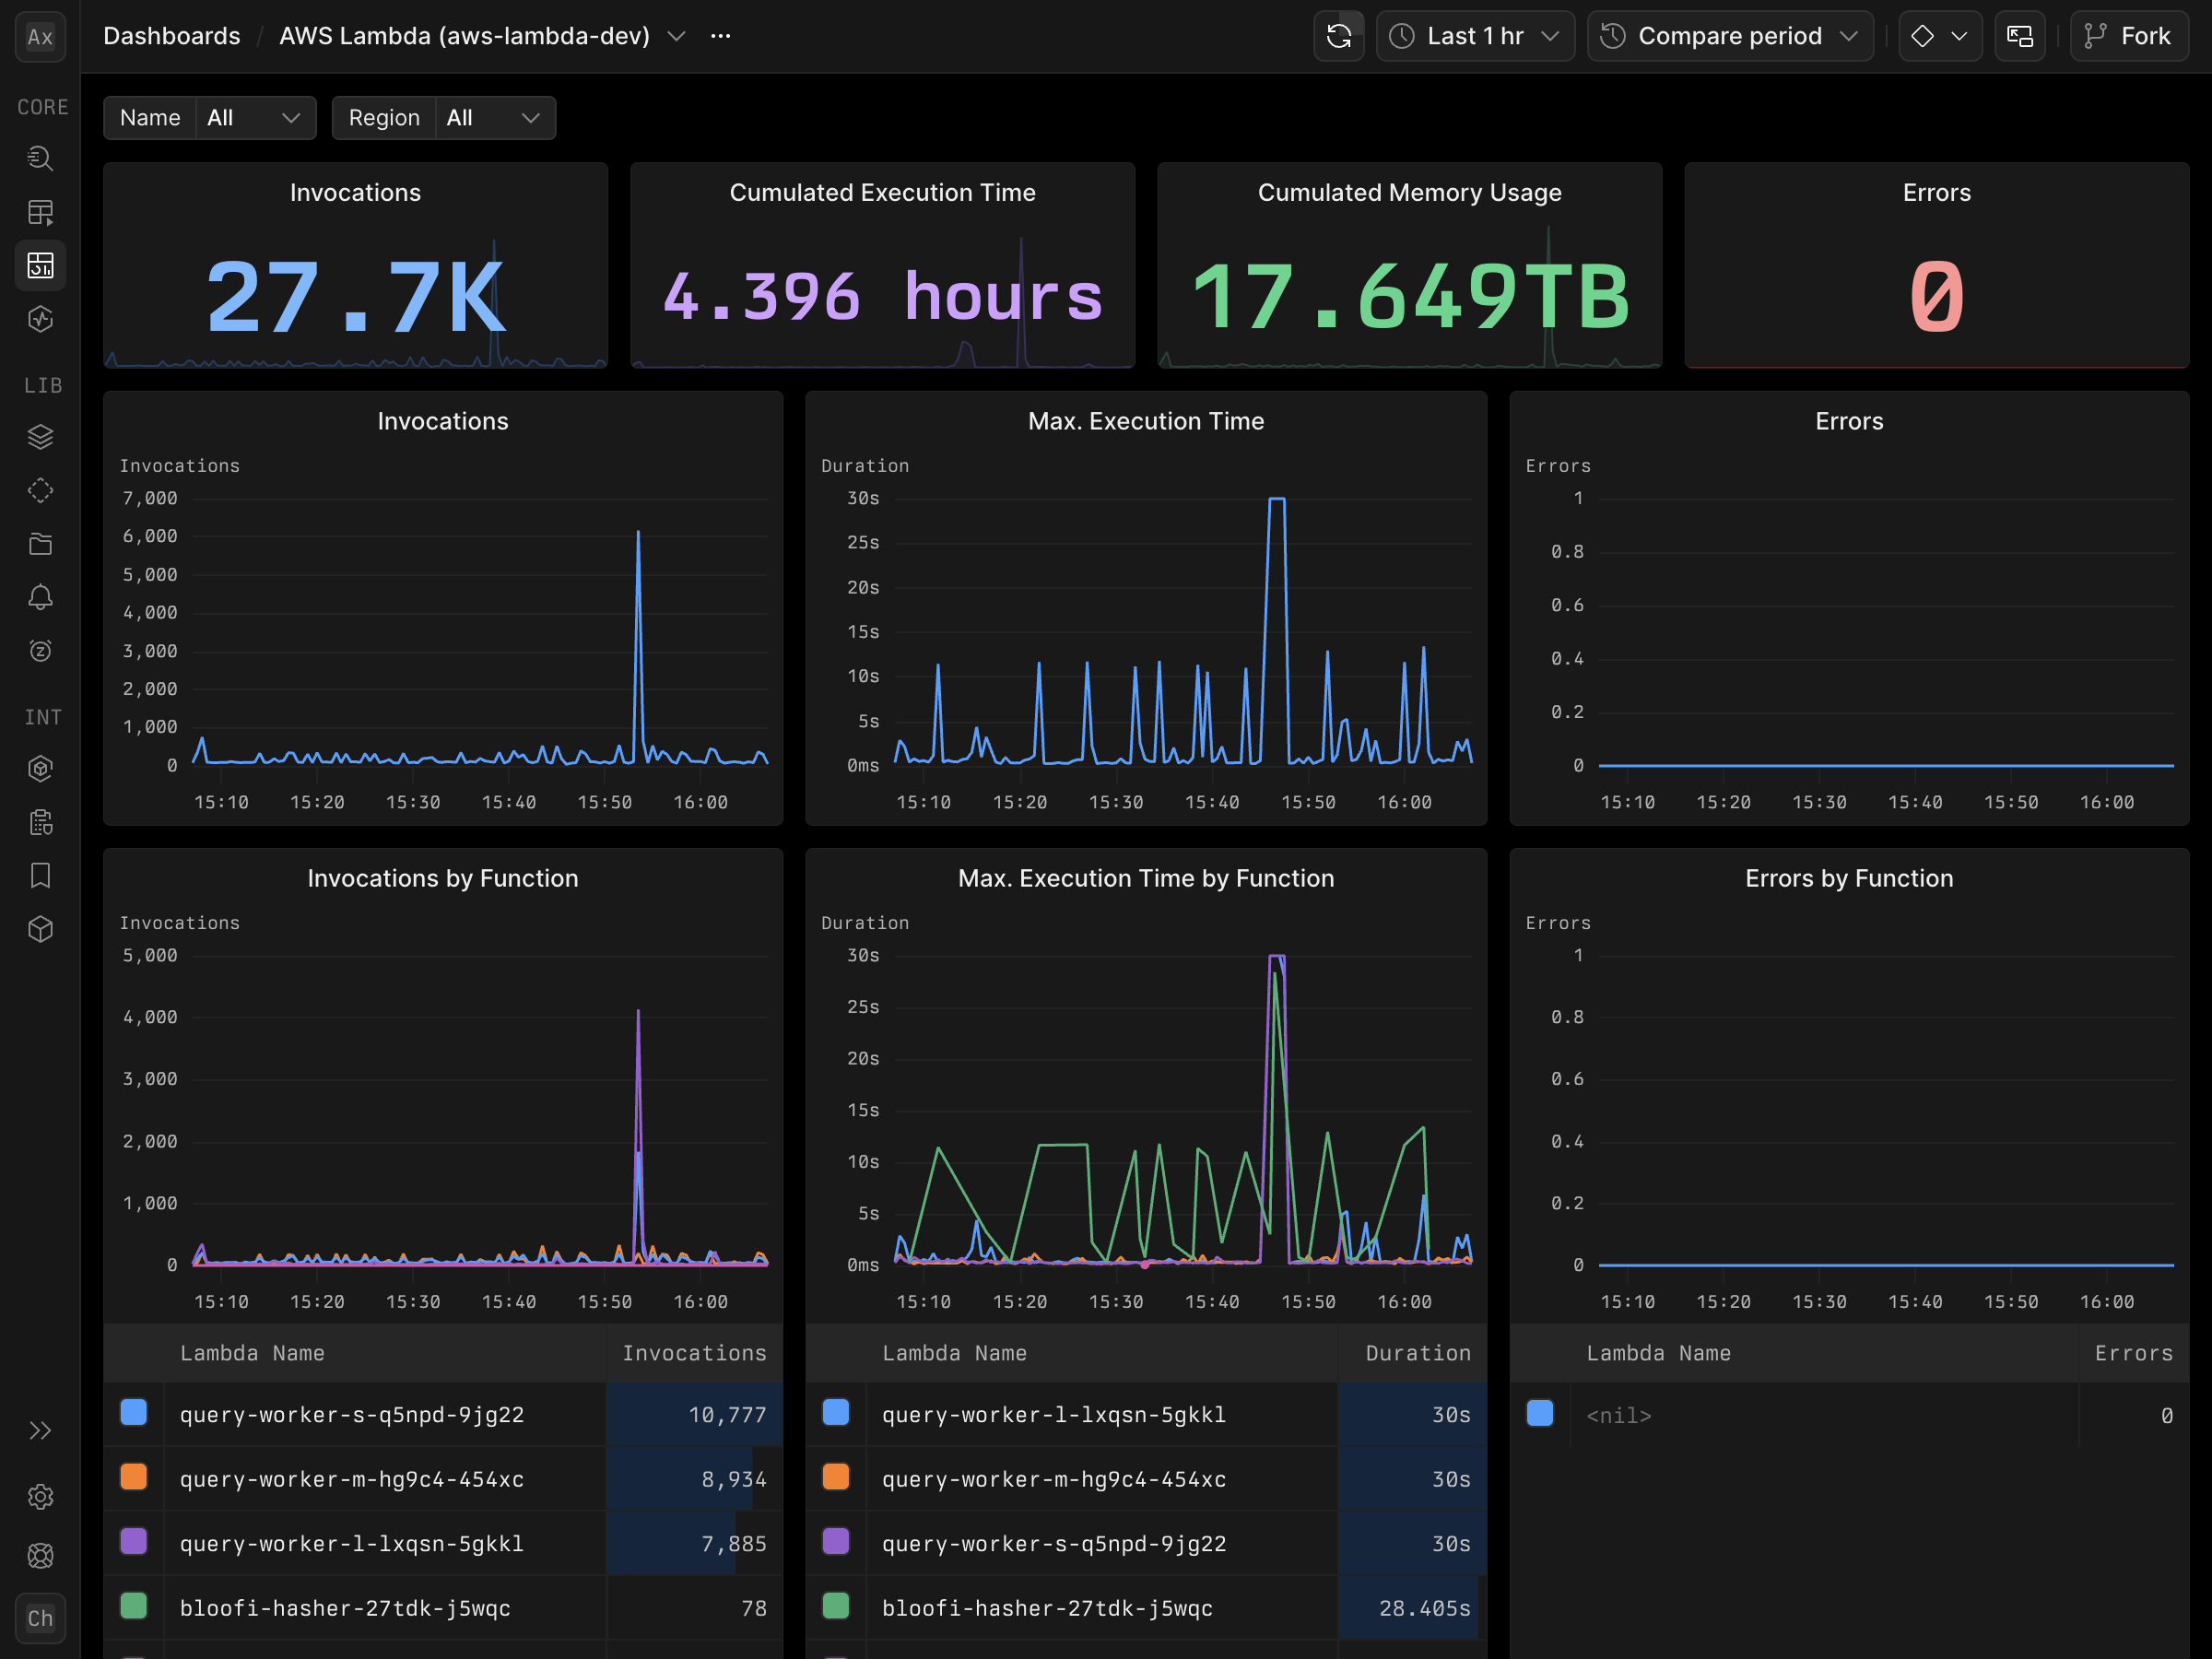 Ax
Dashboards / AWS Lambda (aws-lambda-dev) ···
Last 1 hr
Compare period
Fork
CORE
LIB
INT
Ch
Name All
Region All
Invocations
27.7K
Cumulated Execution Time
4.396 hours
Cumulated Memory Usage
17.649TB
Errors
0
Invocations
Invocations
7,000
6,000
5,000
4,000
3,000
2,000
1,000
0
15:10 15:20 15:30 15:40 15:50 16:00
Max. Execution Time
Duration
30s
25s
20s
15s
10s
5s
0ms
15:10 15:20 15:30 15:40 15:50 16:00
Errors
Errors
1
0.8
0.6
0.4
0.2
0
15:10 15:20 15:30 15:40 15:50 16:00
Invocations by Function
Invocations
5,000
4,000
3,000
2,000
1,000
0
15:10 15:20 15:30 15:40 15:50 16:00
Lambda Name Invocations
query-worker-s-q5npd-9jg22 10,777
query-worker-m-hg9c4-454xc 8,934
query-worker-l-lxqsn-5gkkl 7,885
bloofi-hasher-27tdk-j5wqc 78
Max. Execution Time by Function
Duration
30s
25s
20s
15s
10s
5s
0ms
15:10 15:20 15:30 15:40 15:50 16:00
Lambda Name Duration
query-worker-l-lxqsn-5gkkl 30s
query-worker-m-hg9c4-454xc 30s
query-worker-s-q5npd-9jg22 30s
bloofi-hasher-27tdk-j5wqc 28.405s
Errors by Function
Errors
1
0.8
0.6
0.4
0.2
0
15:10 15:20 15:30 15:40 15:50 16:00
Lambda Name Errors
<nil> 0